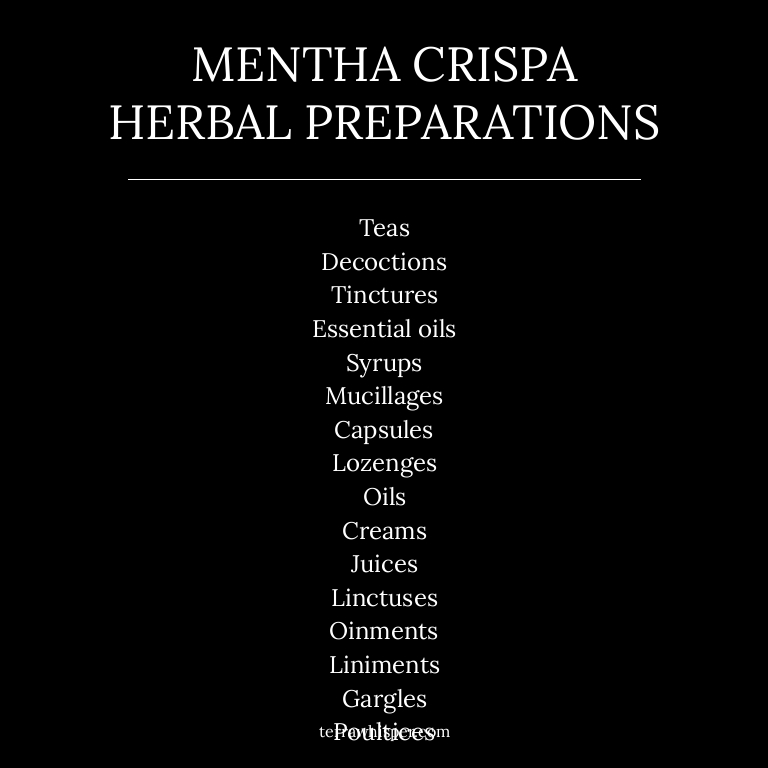 MENTHA CRISPA
HERBAL PREPARATIONS
Teas
Decoctions
Tinctures
Essential oils
Syrups
Mucillages
Capsules
Lozenges
Oils
Creams
Juices
Linctuses
Oinments
Liniments
Gargles
Poultices
terrawhisper.com